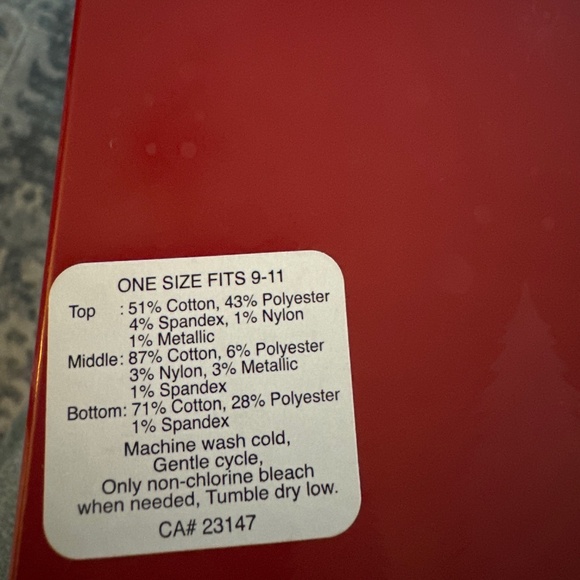 ONE SIZE FITS 9-11
Top : 51% Cotton, 43% Polyester
4% Spandex, 1% Nylon
1% Metallic
Middle: 87% Cotton, 6% Polyester
3% Nylon, 3% Metallic
1% Spandex
Bottom: 71% Cotton, 28% Polyester
1% Spandex
Machine wash cold,
Gentle cycle,
Only non-chlorine bleach
when needed, Tumble dry low.
CA# 23147